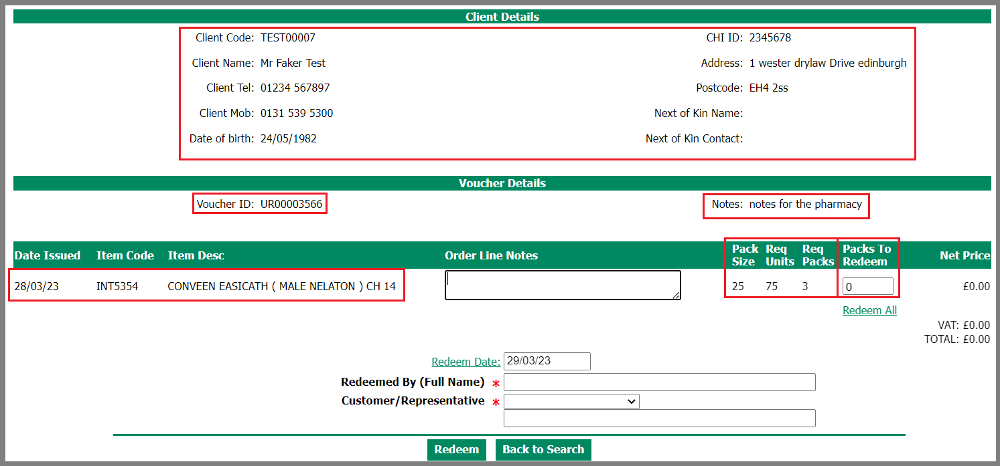 Client Details
Client Code: TEST00007 CHI ID: 2345678
Client Name: Mr Faker Test Address: 1 wester drylaw Drive edinburgh
Client Tel: 01234 567897 Postcode: EH4 2ss
Client Mob: 0131 539 5300 Next of Kin Name:
Date of birth: 24/05/1982 Next of Kin Contact:
Voucher Details
Voucher ID: UR00003566 Notes: notes for the pharmacy
Date Issued Item Code Item Desc Order Line Notes Pack Size Req Units Req Packs Packs To Redeem Net Price
28/03/23 INT5354 CONVEEN EASICATH ( MALE NELATON ) CH 14 25 75 3 0 £0.00
Redeem All
VAT: £0.00
TOTAL: £0.00
Redeem Date: 29/03/23
Redeemed By (Full Name) *
Customer/Representative *
Redeem Back to Search